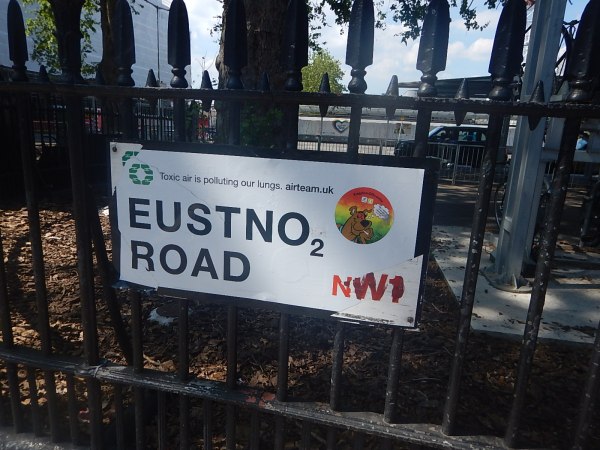 Toxic air is polluting our lungs. airteam.uk
EUSTNO₂
ROAD
NW1